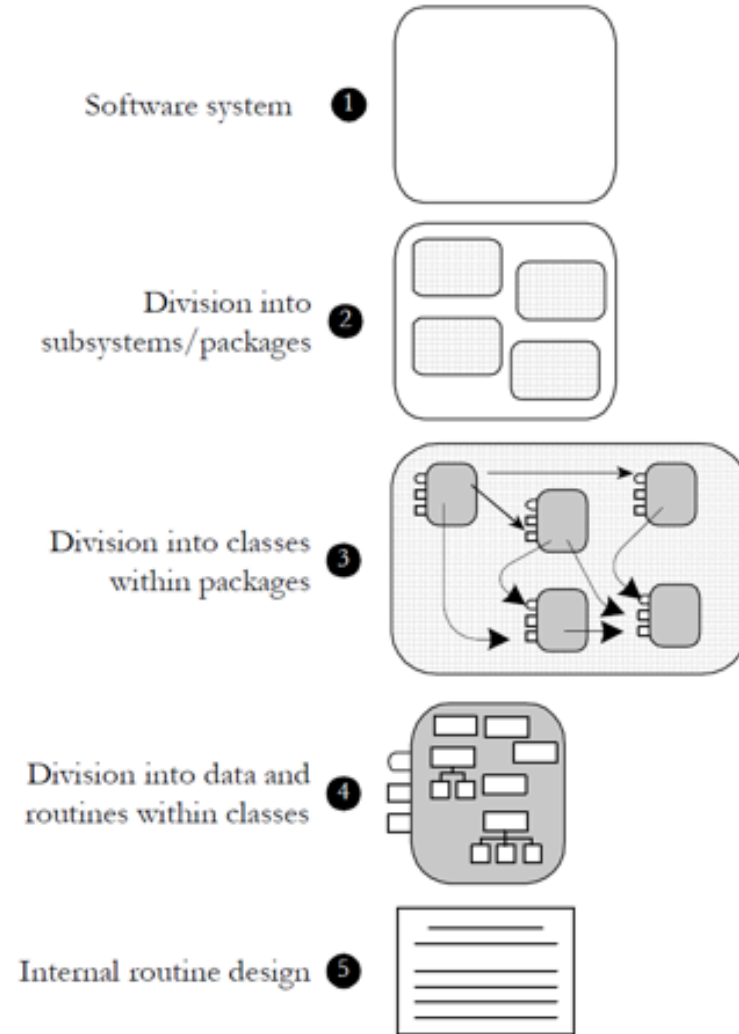 Software system 1
Division into
subsystems/packages
2
Division into classes
within packages
3
Division into data and
routines within classes
4
Internal routine design 5